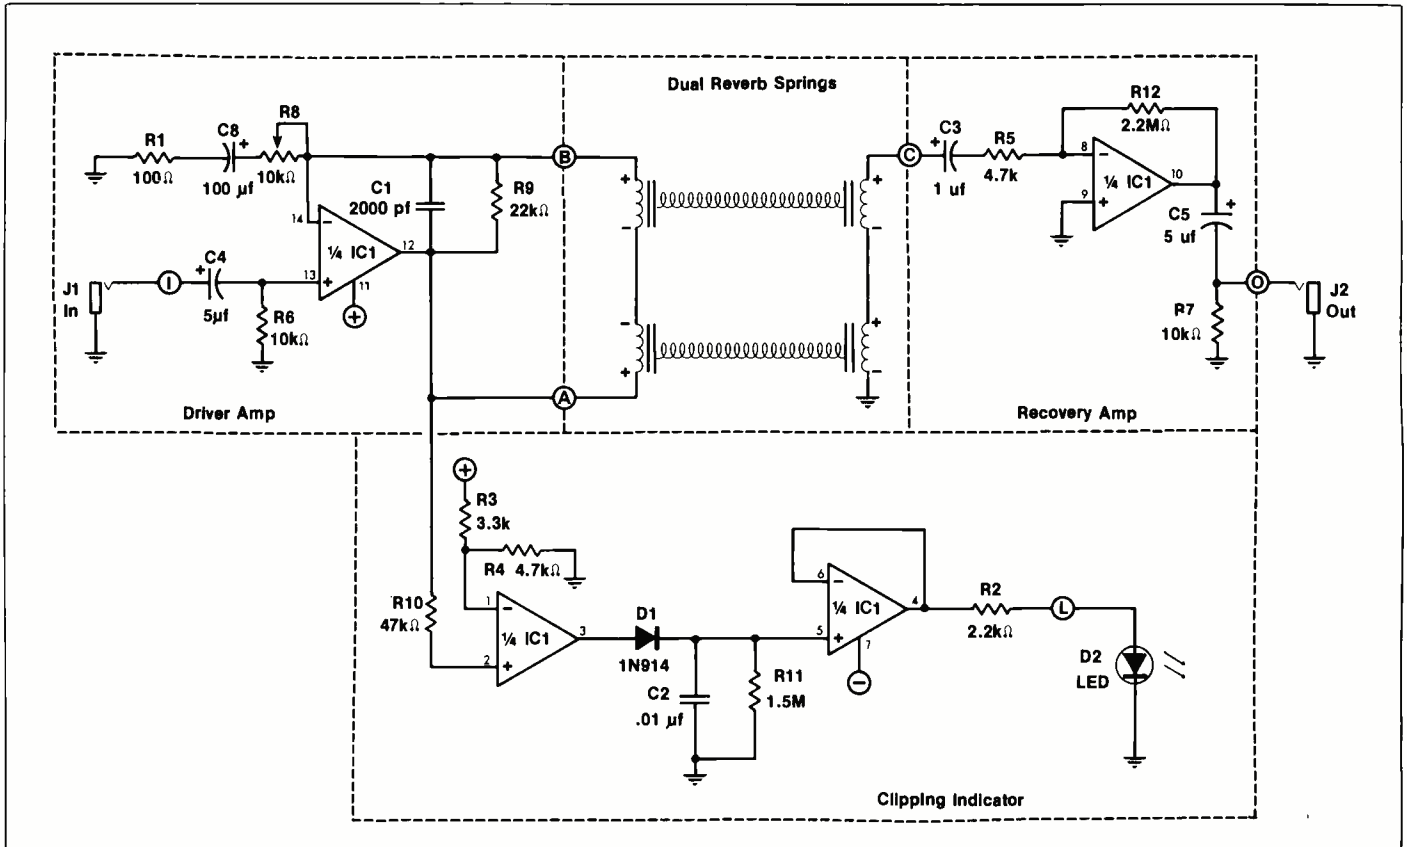 Dual Reverb Springs
R1
100Ω
C8
+
100 µf
R8
10kΩ
C1
2000 pf
R9
22kΩ
B
14
−
¼ IC1
12
13
+
11
+
J1
In
I
+
C4
5µf
R6
10kΩ
Driver Amp
A
+
−
−
+
+
−
+
−
C
+
C3
1 uf
R5
4.7k
R12
2.2MΩ
8
−
¼ IC1
10
9
+
C5
+
5 uf
O
J2
Out
R7
10kΩ
Recovery Amp
+
R3
3.3k
R4 4.7kΩ
R10
47kΩ
1
−
¼ IC1
3
2
+
D1
1N914
C2
.01 µf
R11
1.5M
6
−
¼ IC1
4
5
+
7
−
R2
2.2kΩ
L
D2
LED
Clipping Indicator